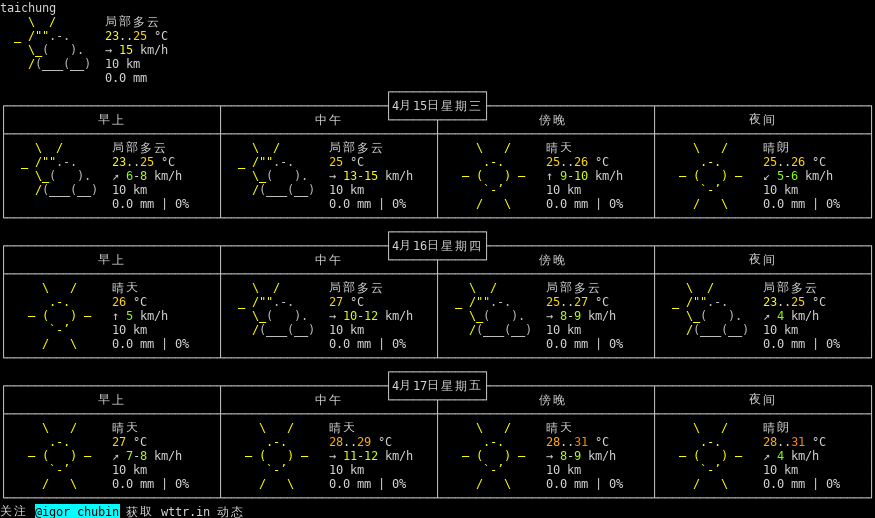 taichung
局部多云
23..25 °C
→ 15 km/h
10 km
0.0 mm
4月15日星期三
早上 中午 傍晚 夜间
局部多云 局部多云 晴天 晴朗
23..25 °C 25 °C 25..26 °C 25..26 °C
↗ 6-8 km/h → 13-15 km/h ↑ 9-10 km/h ↙ 5-6 km/h
10 km 10 km 10 km 10 km
0.0 mm | 0% 0.0 mm | 0% 0.0 mm | 0% 0.0 mm | 0%
4月16日星期四
早上 中午 傍晚 夜间
晴天 局部多云 局部多云 局部多云
26 °C 27 °C 25..27 °C 23..25 °C
↑ 5 km/h → 10-12 km/h → 8-9 km/h ↗ 4 km/h
10 km 10 km 10 km 10 km
0.0 mm | 0% 0.0 mm | 0% 0.0 mm | 0% 0.0 mm | 0%
4月17日星期五
早上 中午 傍晚 夜间
晴天 晴天 晴天 晴朗
27 °C 28..29 °C 28..31 °C 28..31 °C
↗ 7-8 km/h → 11-12 km/h → 8-9 km/h ↗ 4 km/h
10 km 10 km 10 km 10 km
0.0 mm | 0% 0.0 mm | 0% 0.0 mm | 0% 0.0 mm | 0%
关注 @igor_chubin 获取 wttr.in 动态